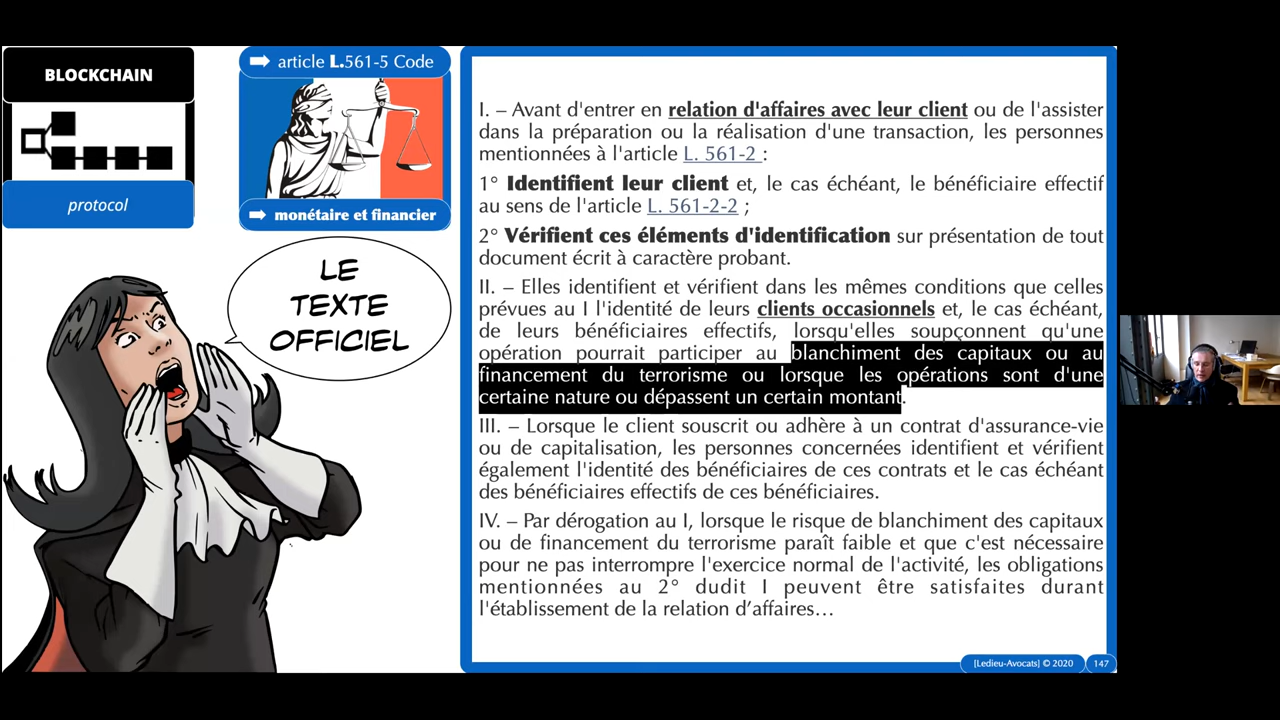 BLOCKCHAIN
protocol
➡ article L.561-5 Code
➡ monétaire et financier
LE
TEXTE
OFFICIEL
I. – Avant d'entrer en relation d'affaires avec leur client ou de l'assister
dans la préparation ou la réalisation d'une transaction, les personnes
mentionnées à l'article L. 561-2 :
1° Identifient leur client et, le cas échéant, le bénéficiaire effectif
au sens de l'article L. 561-2-2 ;
2° Vérifient ces éléments d'identification sur présentation de tout
document écrit à caractère probant.
II. – Elles identifient et vérifient dans les mêmes conditions que celles
prévues au I l'identité de leurs clients occasionnels et, le cas échéant,
de leurs bénéficiaires effectifs, lorsqu'elles soupçonnent qu'une
opération pourrait participer au blanchiment des capitaux ou au
financement du terrorisme ou lorsque les opérations sont d'une
certaine nature ou dépassent un certain montant.
III. – Lorsque le client souscrit ou adhère à un contrat d'assurance-vie
ou de capitalisation, les personnes concernées identifient et vérifient
également l'identité des bénéficiaires de ces contrats et le cas échéant
des bénéficiaires effectifs de ces bénéficiaires.
IV. – Par dérogation au I, lorsque le risque de blanchiment des capitaux
ou de financement du terrorisme paraît faible et que c'est nécessaire
pour ne pas interrompre l'exercice normal de l'activité, les obligations
mentionnées au 2° dudit I peuvent être satisfaites durant
l'établissement de la relation d’affaires…
[Ledieu-Avocats] © 2020 147